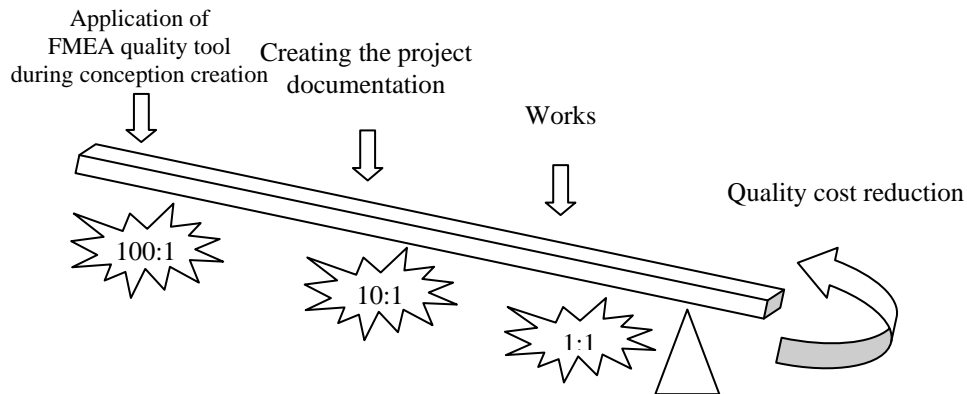 Application of
FMEA quality tool
during conception creation
Creating the project
documentation
Works
Quality cost reduction
100:1
10:1
1:1